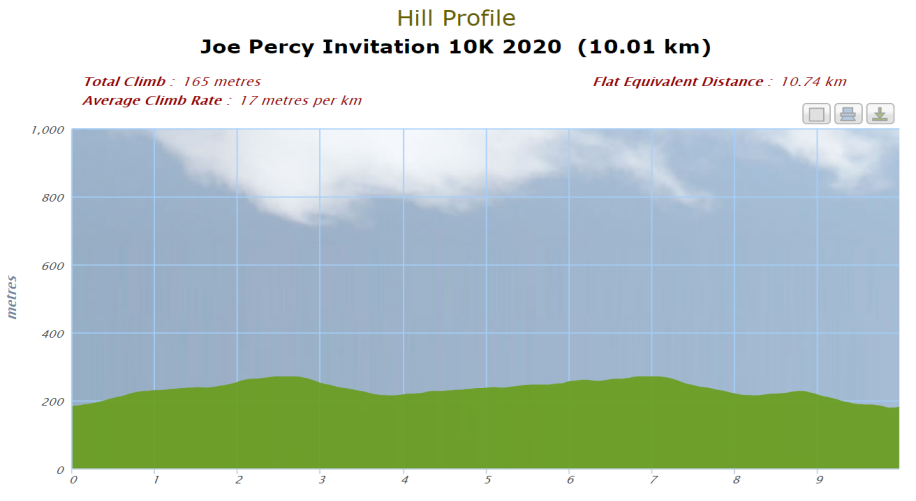 Hill Profile
Joe Percy Invitation 10K 2020 (10.01 km)
Total Climb : 165 metres
Flat Equivalent Distance : 10.74 km
Average Climb Rate : 17 metres per km
1,000
800
600
400
200
0
metres
0 1 2 3 4 5 6 7 8 9